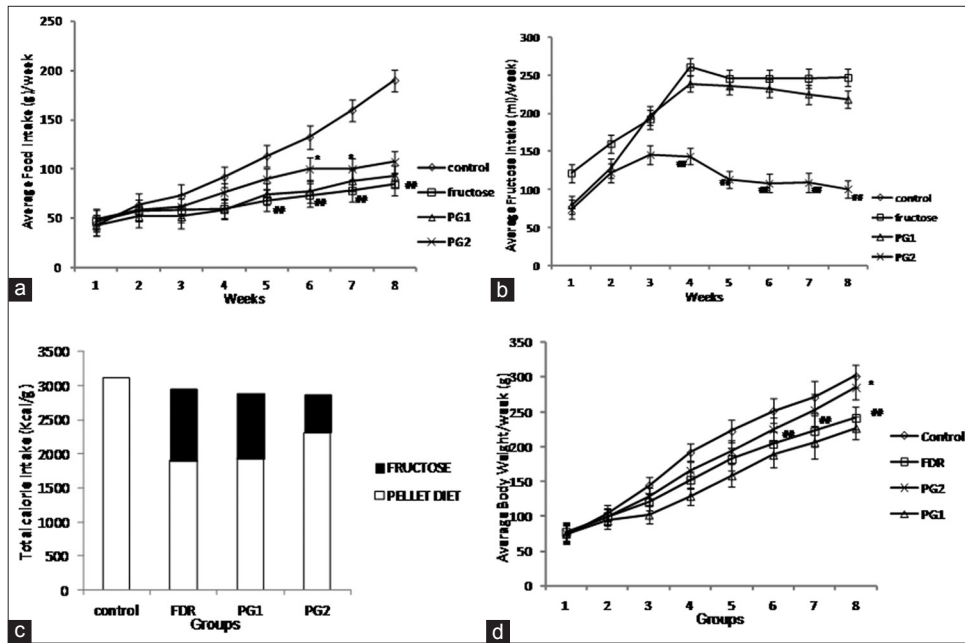 250
200
150
100
50
0
Average Food Intake (g)/week
* *
## ## ## ##
1 2 3 4 5 6 7 8
Weeks
control
fructose
PG1
PG2
a
300
250
200
150
100
50
0
Average Fructose Intake (ml)/week)
## ## ## ## ##
1 2 3 4 5 6 7 8
Weeks
control
fructose
PG1
PG2
b
3500
3000
2500
2000
1500
1000
500
0
Total calorie Intake (Kcal/g)
control FDR PG1 PG2
Groups
FRUCTOSE
PELLET DIET
c
350
300
250
200
150
100
50
0
Average Body Weight/week (g)
*
## ## ##
1 2 3 4 5 6 7 8
Groups
Control
FDR
PG2
PG1
d